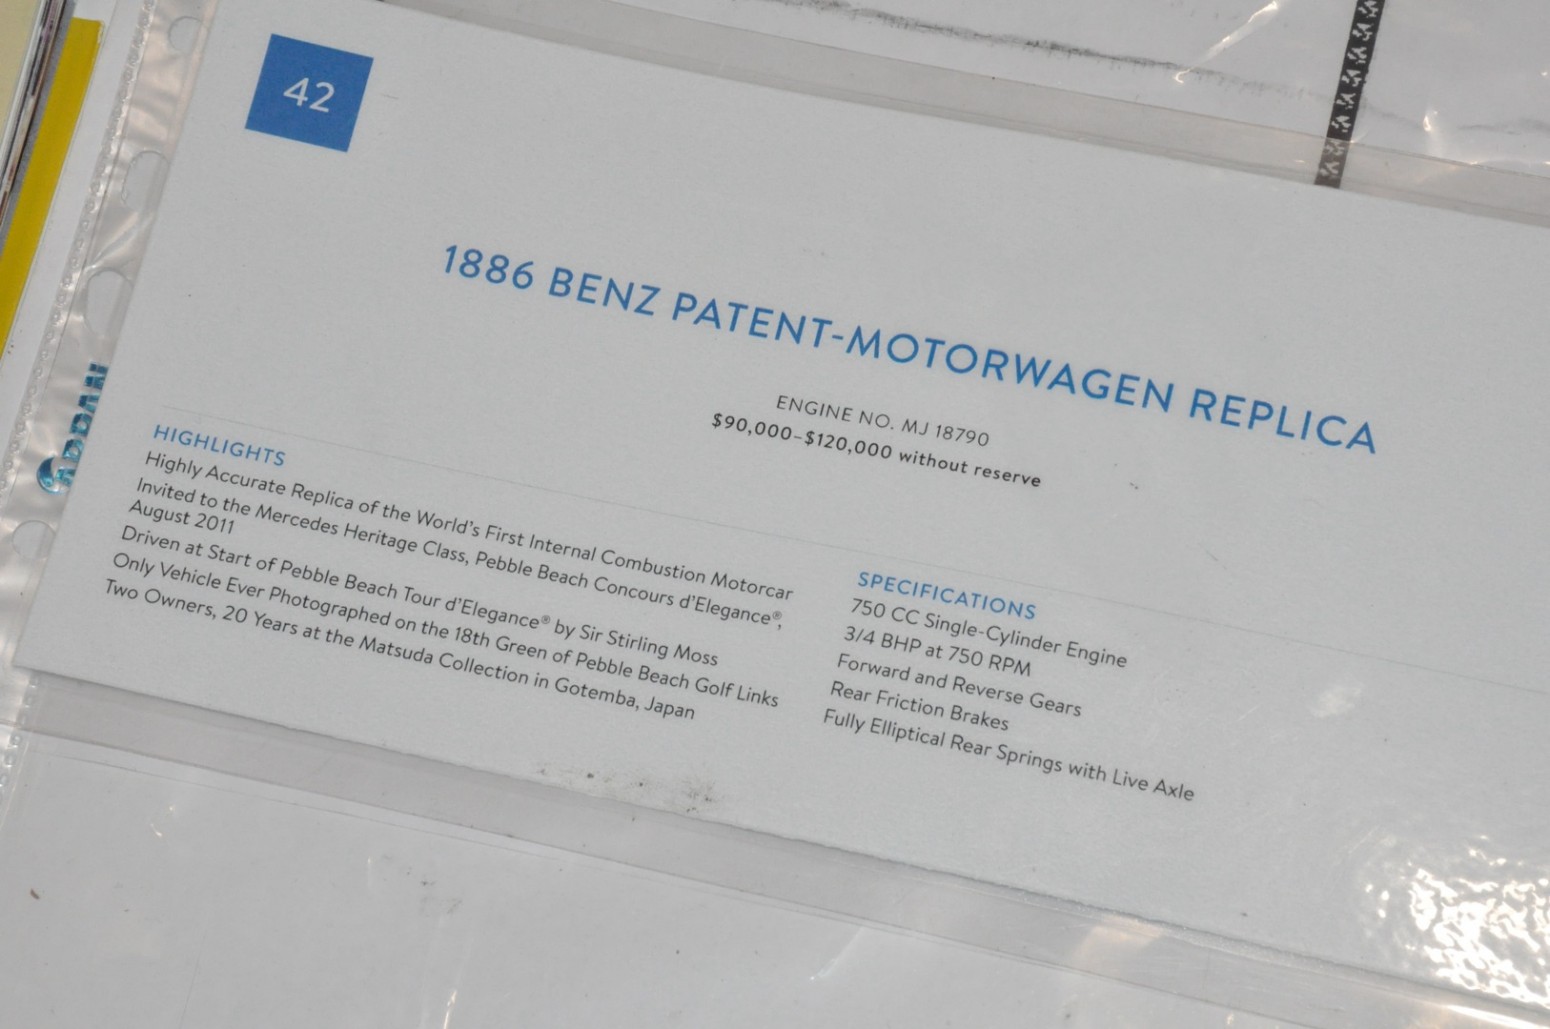 42
1886 BENZ PATENT-MOTORWAGEN REPLICA
ENGINE NO. MJ 18790
$90,000–$120,000 without reserve
HIGHLIGHTS
Highly Accurate Replica of the World's First Internal Combustion Motorcar
Invited to the Mercedes Heritage Class, Pebble Beach Concours d'Elegance®,
August 2011
Driven at Start of Pebble Beach Tour d'Elegance® by Sir Stirling Moss
Only Vehicle Ever Photographed on the 18th Green of Pebble Beach Golf Links
Two Owners, 20 Years at the Matsuda Collection in Gotemba, Japan
SPECIFICATIONS
750 CC Single-Cylinder Engine
3/4 BHP at 750 RPM
Forward and Reverse Gears
Rear Friction Brakes
Fully Elliptical Rear Springs with Live Axle